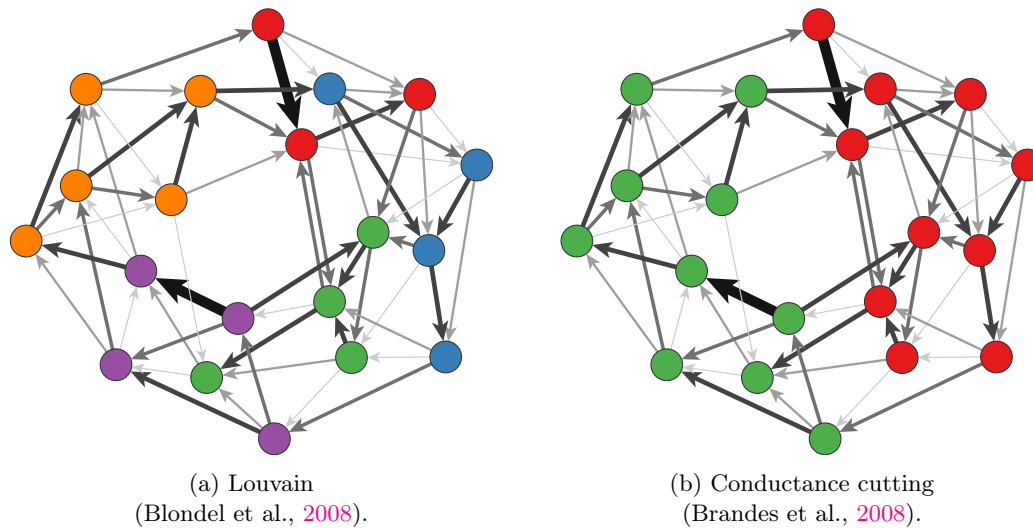 (a) Louvain
(Blondel et al., 2008).
(b) Conductance cutting
(Brandes et al., 2008).